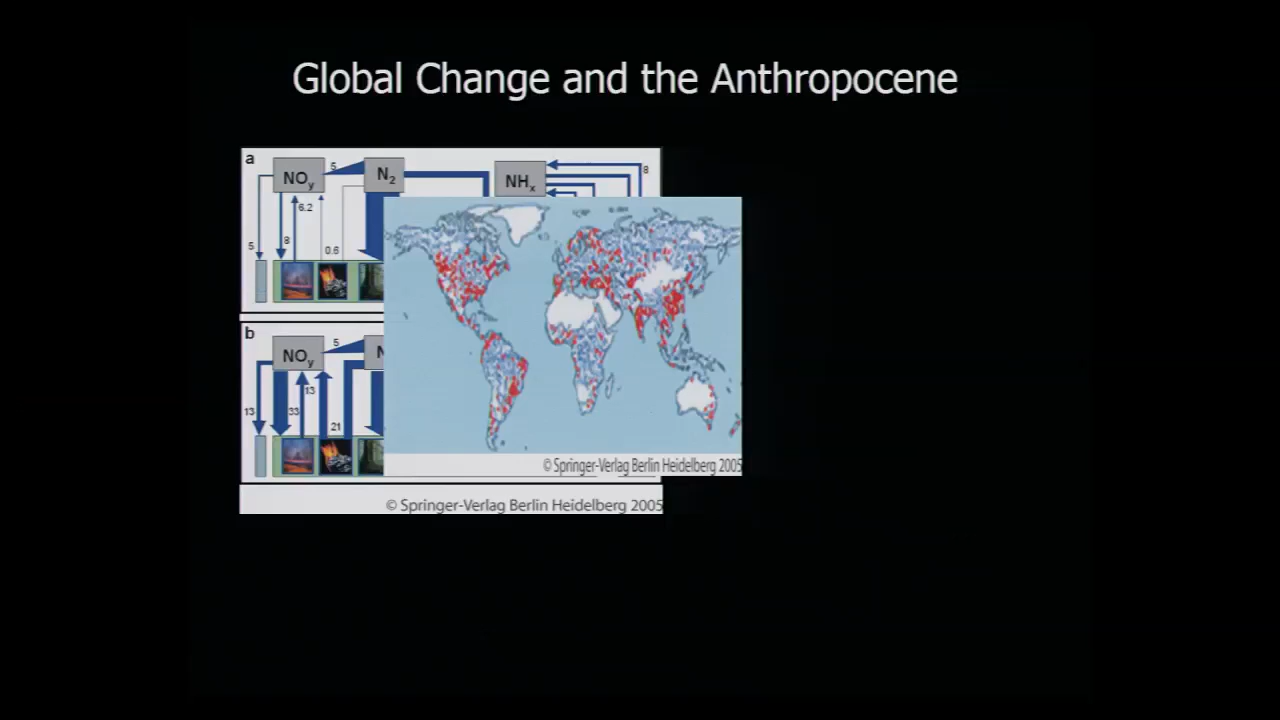 Global Change and the Anthropocene
a
NOy
5
N2
NHx
8
6.2
5
8
0.6
b
NOy
5
N
13
33
13
21
© Springer-Verlag Berlin Heidelberg 2005
© Springer-Verlag Berlin Heidelberg 2005